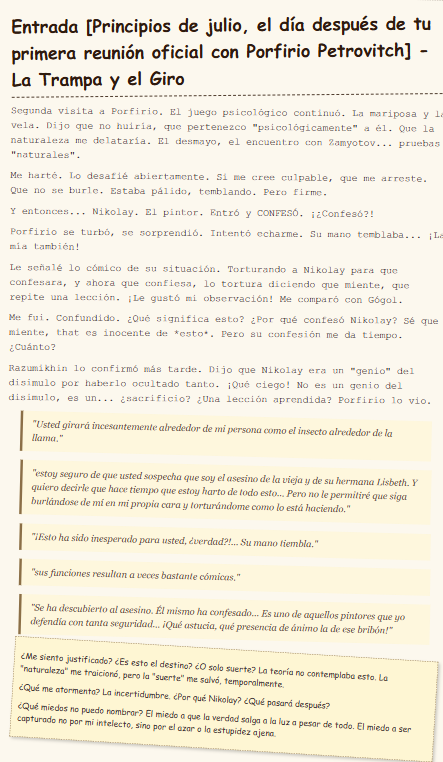 Entrada [Principios de julio, el día después de tu
primera reunión oficial con Porfirio Petrovitch] -
La Trampa y el Giro
Segunda visita a Porfirio. El juego psicológico continuó. La mariposa y la
vela. Dijo que no huiría, que pertenezco "psicológicamente" a él. Que la
naturaleza me delataría. El desmayo, el encuentro con Zamyotov... pruebas
"naturales".
Me harté. Lo desafié abiertamente. Si me cree culpable, que me arreste.
Que no se burle. Estaba pálido, temblando. Pero firme.
Y entonces... Nikolay. El pintor. Entró y CONFESÓ. ¡¿Confesó?!
Porfirio se turbó, se sorprendió. Intentó echarme. Su mano temblaba... ¡La
mía también!
Le señalé lo cómico de su situación. Torturando a Nikolay para que
confesara, y ahora que confiesa, lo tortura diciendo que miente, que
repite una lección. ¡Le gustó mi observación! Me comparó con Gógol.
Me fui. Confundido. ¿Qué significa esto? ¿Por qué confesó Nikolay? Sé que
miente, that es inocente de *esto*. Pero su confesión me da tiempo.
¿Cuánto?
Razumikhin lo confirmó más tarde. Dijo que Nikolay era un "genio" del
disimulo por haberlo ocultado tanto. ¡Qué ciego! No es un genio del
disimulo, es un... ¿sacrificio? ¿Una lección aprendida? Porfirio lo vio.
"Usted girará incesantemente alrededor de mi persona como el insecto alrededor de la
llama."
"estoy seguro de que usted sospecha que soy el asesino de la vieja y de su hermana Lisbeth. Y
quiero decirle que hace tiempo que estoy harto de todo esto... Pero no le permitiré que siga
burlándose de mí en mi propia cara y torturándome como lo está haciendo."
"¡Esto ha sido inesperado para usted, ¿verdad?!... Su mano tiembla."
"sus funciones resultan a veces bastante cómicas."
"Se ha descubierto al asesino. Él mismo ha confesado... Es uno de aquellos pintores que yo
defendía con tanta seguridad... ¡Qué astucia, qué presencia de ánimo la de ese bribón!"
¿Me siento justificado? ¿Es esto el destino? ¿O solo suerte? La teoría no contemplaba esto. La
"naturaleza" me traicionó, pero la "suerte" me salvó, temporalmente.
¿Qué me atormenta? La incertidumbre. ¿Por qué Nikolay? ¿Qué pasará después?
¿Qué miedos no puedo nombrar? El miedo a que la verdad salga a la luz a pesar de todo. El miedo a ser
capturado no por mi intelecto, sino por el azar o la estupidez ajena.